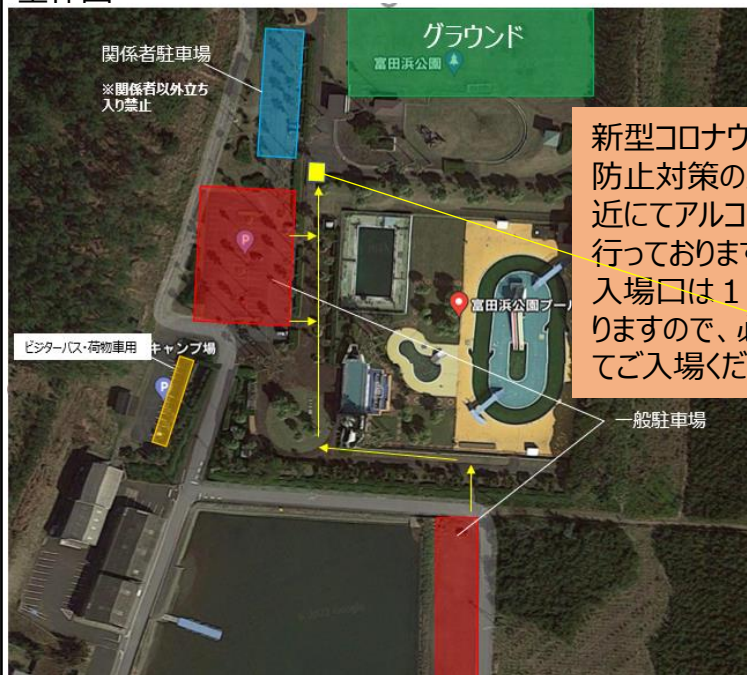 全体図
グラウンド
富田浜公園
関係者駐車場
※関係者以外立ち
入り禁止
新型コロナウ
防止対策の
近にてアルコ
行っております
入場口は１
りますので、必
てご入場くだ
P
富田浜公園プール
ビジターバス・荷物車用
キャンプ場
P
一般駐車場